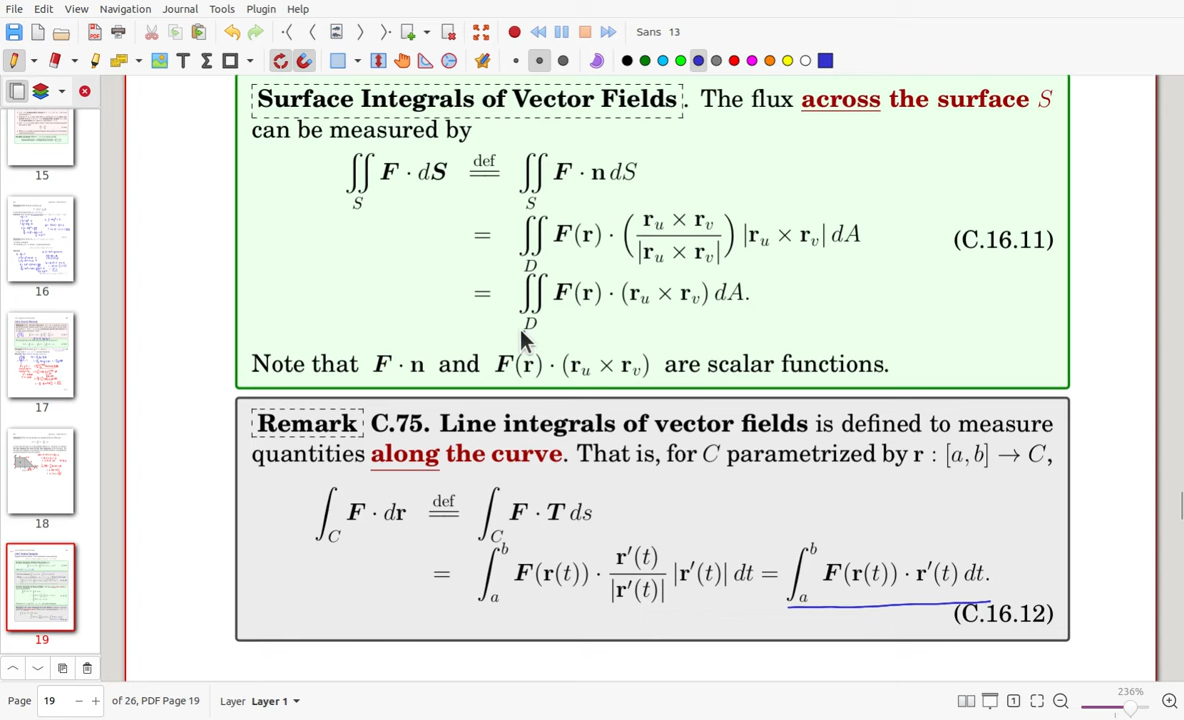 File Edit View Navigation Journal Tools Plugin Help
Sans 13
Surface Integrals of Vector Fields. The flux across the surface S
can be measured by
∬_S F · dS \overset{def}{=} ∬_S F · n dS
= ∬_D F(r) · ( (r_u × r_v) / |r_u × r_v| ) |r_u × r_v| dA (C.16.11)
= ∬_D F(r) · (r_u × r_v) dA.
Note that F · n and F(r) · (r_u × r_v) are scalar functions.
Remark C.75. Line integrals of vector fields is defined to measure
quantities along the curve. That is, for C parametrized by r : [a, b] → C,
∫_C F · dr \overset{def}{=} ∫_C F · T ds
= ∫_a^b F(r(t)) · r′(t)/|r′(t)| |r′(t)| dt = ∫_a^b F(r(t)) · r′(t) dt.
(C.16.12)
15
16
17
18
19
Page 19 − + of 26, PDF Page 19 Layer Layer 1
236%